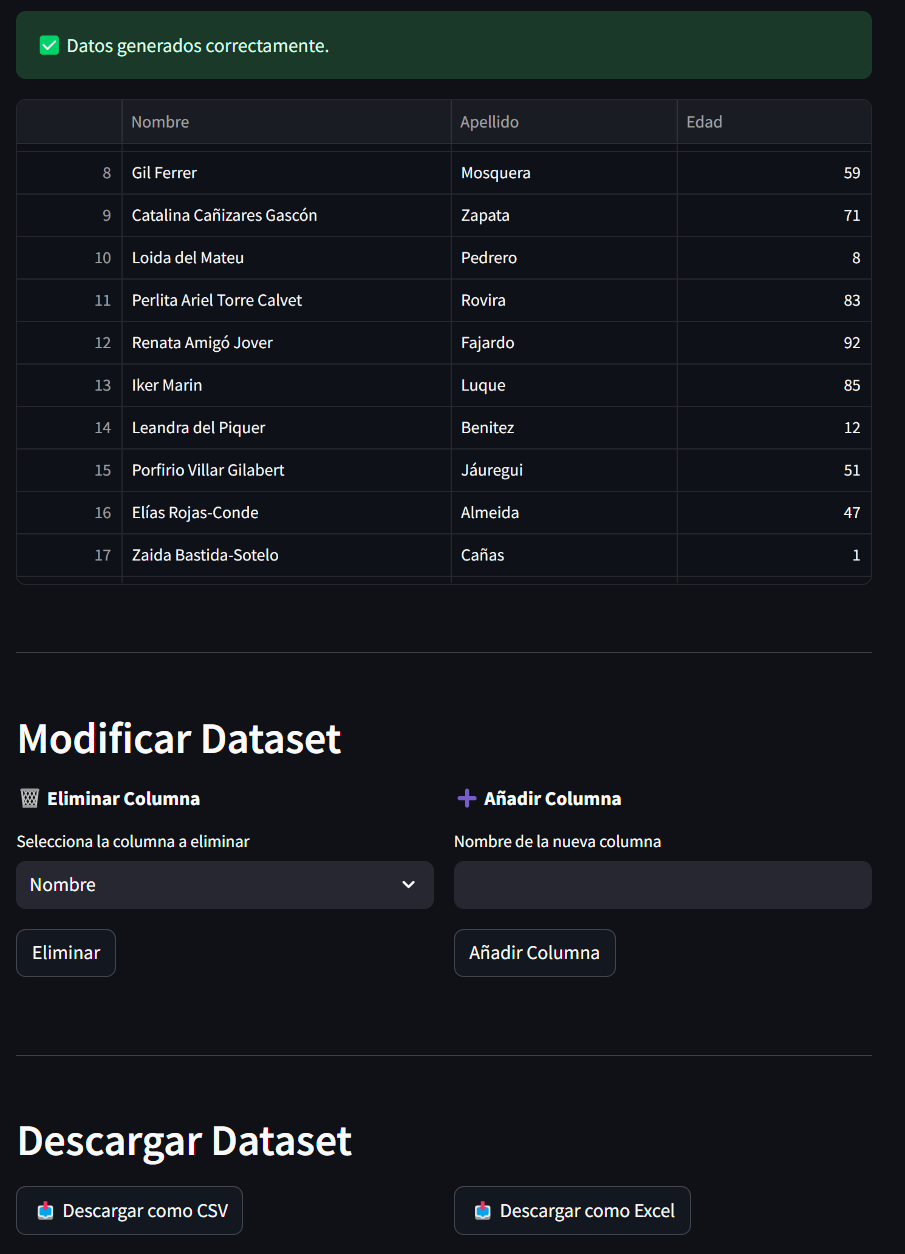 ✅ Datos generados correctamente.
Nombre Apellido Edad
8 Gil Ferrer Mosquera 59
9 Catalina Cañizares Gascón Zapata 71
10 Loida del Mateu Pedrero 8
11 Perlita Ariel Torre Calvet Rovira 83
12 Renata Amigó Jover Fajardo 92
13 Iker Marin Luque 85
14 Leandra del Piquer Benitez 12
15 Porfirio Villar Gilabert Jáuregui 51
16 Elías Rojas-Conde Almeida 47
17 Zaida Bastida-Sotelo Cañas 1
Modificar Dataset
🗑️ Eliminar Columna ➕ Añadir Columna
Selecciona la columna a eliminar Nombre de la nueva columna
Nombre
Eliminar Añadir Columna
Descargar Dataset
📥 Descargar como CSV 📥 Descargar como Excel